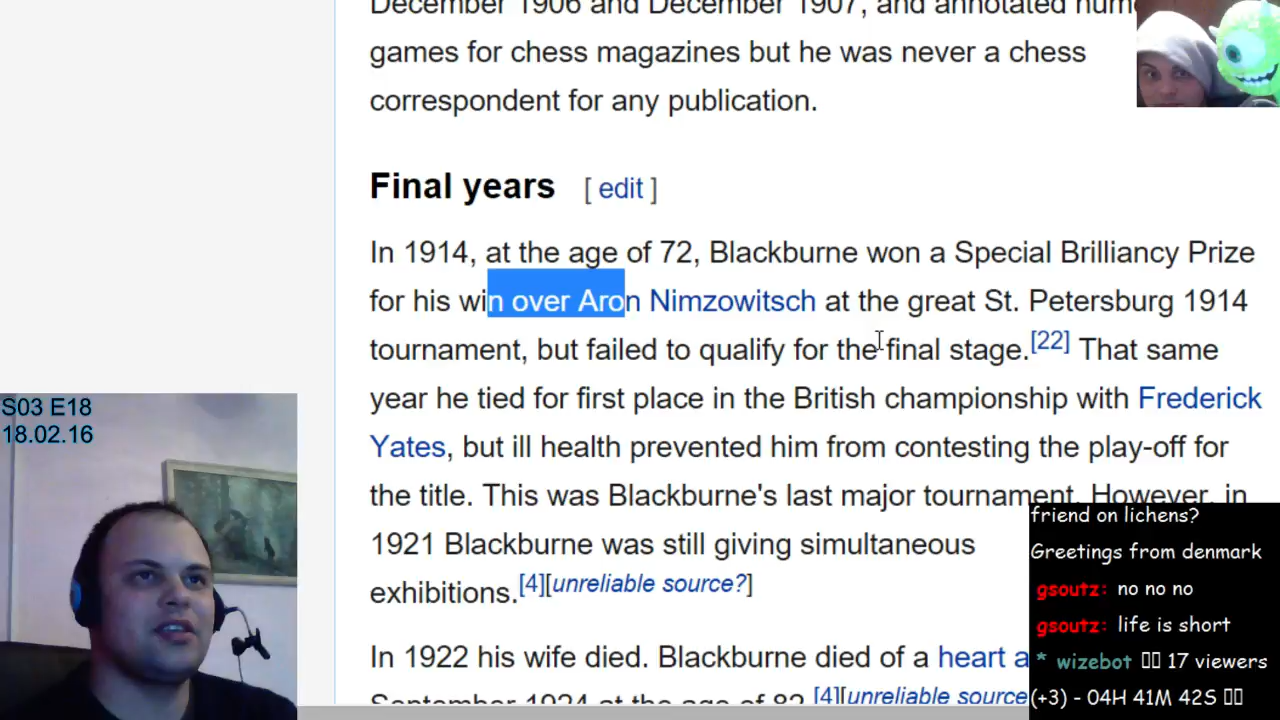 December 1906 and December 1907, and annotated
games for chess magazines but he was never a chess
correspondent for any publication.
Final years [ edit ]
In 1914, at the age of 72, Blackburne won a Special Brilliancy Prize
for his win over Aron Nimzowitsch at the great St. Petersburg 1914
tournament, but failed to qualify for the final stage.[22] That same
year he tied for first place in the British championship with Frederick
Yates, but ill health prevented him from contesting the play-off for
the title. This was Blackburne's last major tournament. However, in
1921 Blackburne was still giving simultaneous
exhibitions.[4][unreliable source?]
In 1922 his wife died. Blackburne died of a heart
September 1924 at the age of 82.[4][unreliable source
S03 E18
18.02.16
friend on lichens?
Greetings from denmark
gsoutz: no no no
gsoutz: life is short
* wizebot 17 viewers
(+3) - 04H 41M 42S